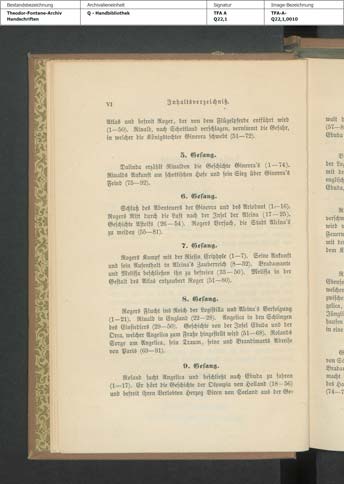 Bestandsbezeichnung Archivalieneinheit Signatur Image-Bezeichnung
Theodor-Fontane-Archiv Q - Handbibliothek TFA A TFA-A-
Handschriften Q22,1 Q22,1,0010
VI Inhaltsverzeichniß.
Atlas und befreit Roger, der von dem Flügelpferde entführt wird
(1—50). Rinald, nach Schottland verschlagen, vernimmt die Gefahr,
in welcher die Königstochter Ginevra schwebt (51—72).
5. Gesang.
Dalinda erzählt Rinalden die Geschichte Ginevra's (1—74).
Rinalds Ankunft am schottischen Hofe und sein Sieg über Ginevra's
Feind (75—92).
6. Gesang.
Schluß des Abenteuers der Ginevra und des Ariodant (1—16).
Rogers Ritt durch die Luft nach der Insel der Alcina (17—25).
Geschichte Astolfs (26—54). Rogers Versuch, die Stadt Alcina's
zu meiden (55—81).
7. Gesang.
Rogers Kampf mit der Riesin Eriphyle (1—7). Seine Ankunft
und sein Aufenthalt in Alcina's Zauberreich (8—32). Bradamante
und Melissa beschließen ihn zu befreien (33—50). Melissa in der
Gestalt des Atlas entzaubert Roger (51—80).
8. Gesang.
Rogers Flucht ins Reich der Logistilla und Alcina's Verfolgung
(1—21). Rinald in England (22—28). Angelica in den Schlingen
des Einsiedlers (29—50). Geschichte von der Insel Ebuda und der
Orca, welcher Angelica zum Fraße hingestellt wird (51—68). Rolands
Sorge um Angelica, sein Traum, seine und Brandimarts Abreise
von Paris (69—91).
9. Gesang.
Roland sucht Angelica und beschließt nach Ebuda zu fahren
(1—17). Er hört die Geschichte der Olympia von Holland (18—56)
und befreit ihren Verlobten Herzog Biren von Seeland aus der Ge-